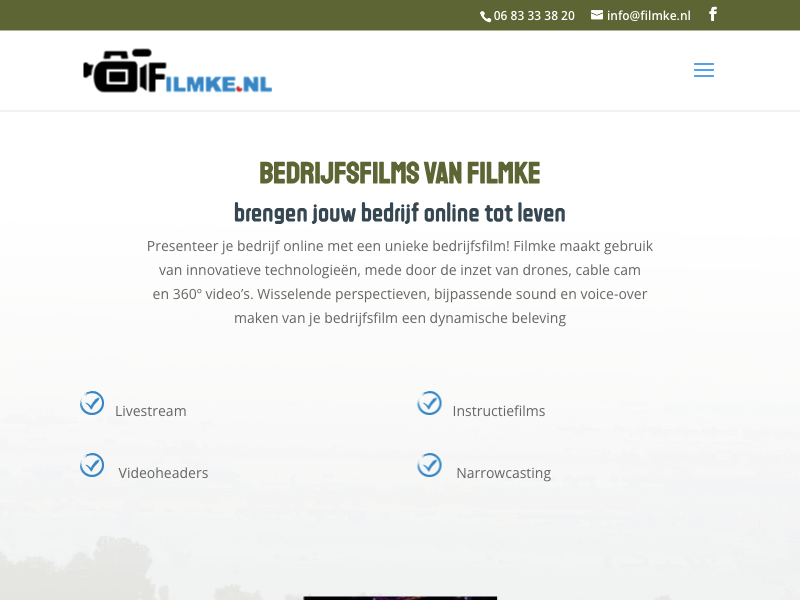 06 83 33 38 20 info@filmke.nl
FILMKE.NL
BEDRIJFSFILMS VAN FILMKE
brengen jouw bedrijf online tot leven
Presenteer je bedrijf online met een unieke bedrijfsfilm! Filmke maakt gebruik
van innovatieve technologieën, mede door de inzet van drones, cable cam
en 360° video’s. Wisselende perspectieven, bijpassende sound en voice-over
maken van je bedrijfsfilm een dynamische beleving
Livestream
Instructiefilms
Videoheaders
Narrowcasting